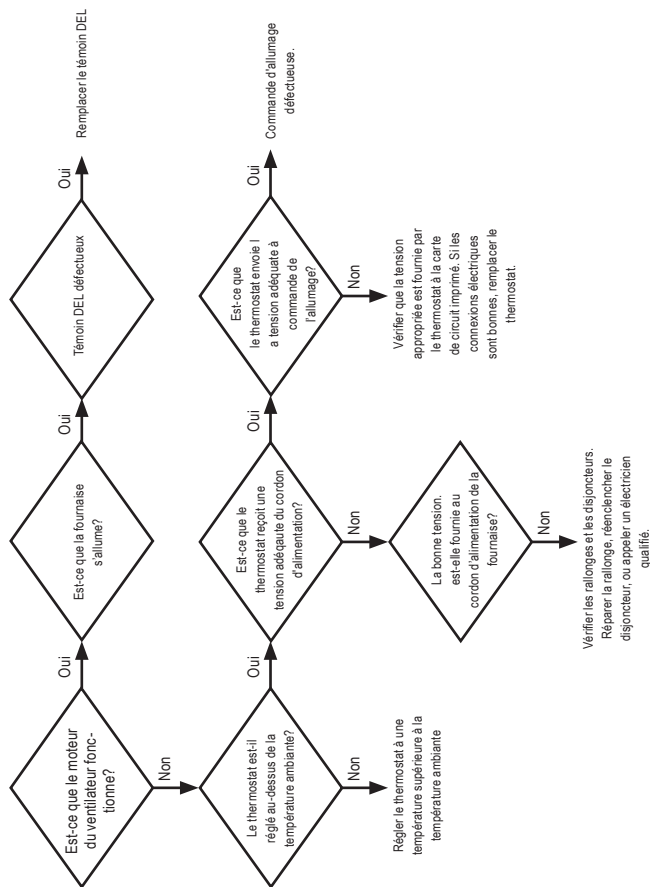 Est-ce que le moteur
du ventilateur fonc-
tionne?
Oui
Est-ce que la fournaise
s'allume?
Oui
Témoin DEL défectueux
Oui
Remplacer le témoin DEL
Non
Le thermostat est-il
réglé au-dessus de la
température ambiante?
Oui
Est-ce que le
thermostat reçoit une
tension adéqaute du cordon
d'alimentation?
Oui
Est-ce que
le thermostat envoie l
a tension adéquate à
commande de
l'allumage?
Oui
Commande d'allumage
défectueuse.
Non
Régler le thermostat à une
température supérieure à la
température ambiante
Non
La bonne tension.
est-elle fournie au
cordon d'alimentation de la
fournaise?
Non
Vérifier les rallonges et les disjoncteurs.
Réparer la rallonge, réenclencher le
disjoncteur, ou appeler un électricien
qualifié.
Non
Vérifier que la tension
appropriée est fournie par
le thermostat à la carte
de circuit imprimé. Si les
connexions électriques
sont bonnes, remplacer le
thermostat.